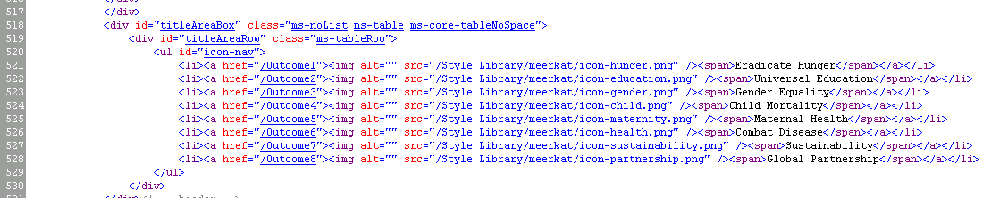 517 </div>
518 <div id="titleAreaBox" class="ms-noList ms-table ms-core-tableNoSpace">
519 <div id="titleAreaRow" class="ms-tableRow">
520 <ul id="icon-nav">
521 <li><a href="/Outcome1"><img alt="" src="/Style Library/meerkat/icon-hunger.png" /><span>Eradicate Hunger</span></a></li>
522 <li><a href="/Outcome2"><img alt="" src="/Style Library/meerkat/icon-education.png" /><span>Universal Education</span></a></li>
523 <li><a href="/Outcome3"><img alt="" src="/Style Library/meerkat/icon-gender.png" /><span>Gender Equality</span></a></li>
524 <li><a href="/Outcome4"><img alt="" src="/Style Library/meerkat/icon-child.png" /><span>Child Mortality</span></a></li>
525 <li><a href="/Outcome5"><img alt="" src="/Style Library/meerkat/icon-maternity.png" /><span>Maternal Health</span></a></li>
526 <li><a href="/Outcome6"><img alt="" src="/Style Library/meerkat/icon-health.png" /><span>Combat Disease</span></a></li>
527 <li><a href="/Outcome7"><img alt="" src="/Style Library/meerkat/icon-sustainability.png" /><span>Sustainability</span></a></li>
528 <li><a href="/Outcome8"><img alt="" src="/Style Library/meerkat/icon-partnership.png" /><span>Global Partnership</span></a></li>
529 </ul>
530 </div>